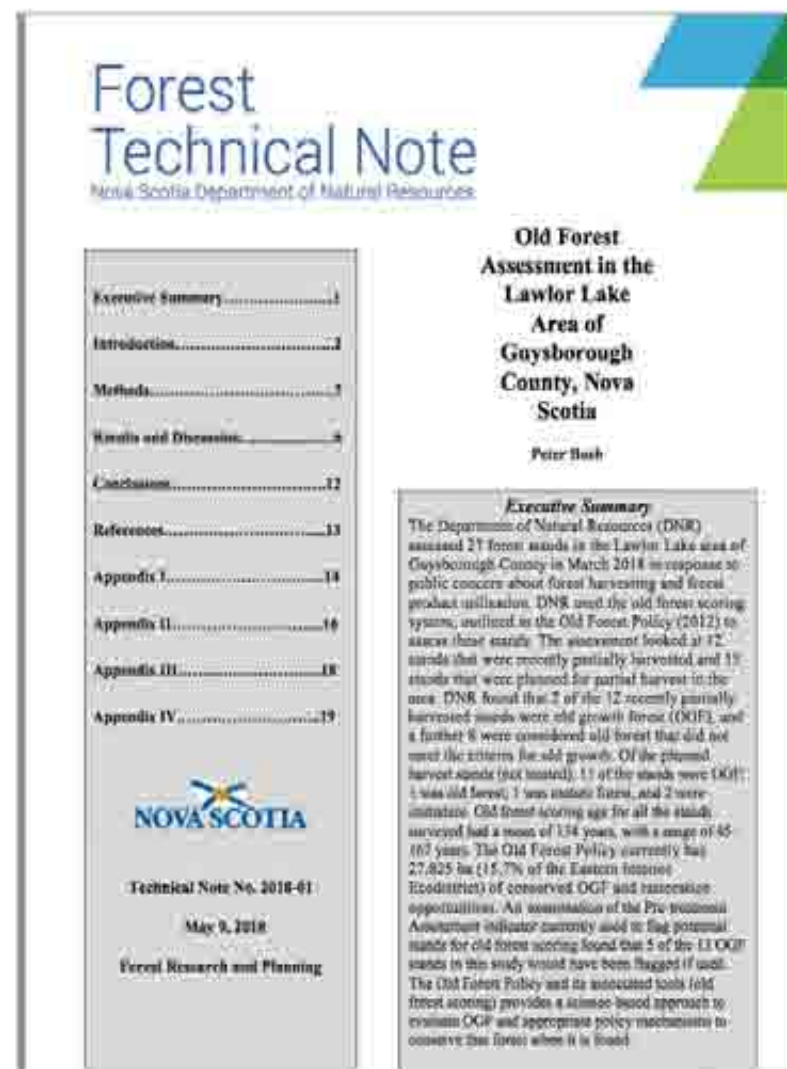 Forest
Technical Note
Nova Scotia Department of Natural Resources
Old Forest
Assessment in the
Lawlor Lake
Area of
Guysborough
County, Nova
Scotia
Peter Bush
Executive Summary.....................1
Introduction..............................2
Methods
Results and Discussion..................6
Conclusions.............................12
References..............................13
Appendix I..............................14
Appendix II.............................16
Appendix III............................18
Appendix IV............................19
NOVA SCOTIA
Technical Note No. 2018-01
May 9, 2018
Forest Research and Planning
Executive Summary
The Department of Natural Resources (DNR)
assessed 27 forest stands in the Lawlor Lake area of
Guysborough County in March 2018 in response to
public concern about forest harvesting and forest
product utilization. DNR used the old forest scoring
system, outlined in the Old Forest Policy (2012) to
assess these stands. The assessment looked at 12
stands that were recently partially harvested and 15
stands that were planned for partial harvest in the
area. DNR found that 2 of the 12 recently partially
harvested stands were old growth forest (OGF), and
a further 8 were considered old forest that did not
meet the criteria for old growth. Of the planned
harvest stands (not treated), 11 of the stands were OGF,
1 was old forest, 1 was mature forest, and 2 were
immature. Old forest scoring age for all the stands
surveyed had a mean of 134 years, with a range of
167 years. The Old Forest Policy currently has
27,825 ha (15.7% of the Eastern Interior
Ecodistrict) of conserved OGF and restoration
opportunities. An examination of the Pre-treatment
Assessment indicator currently used to flag potential
stands for old forest scoring found that 5 of the 13 OGF
stands in this study would have been flagged if used.
The Old Forest Policy and its associated tools (old
forest scoring) provides a science-based approach to
evaluate OGF and appropriate policy mechanisms to
conserve this forest when it is found.